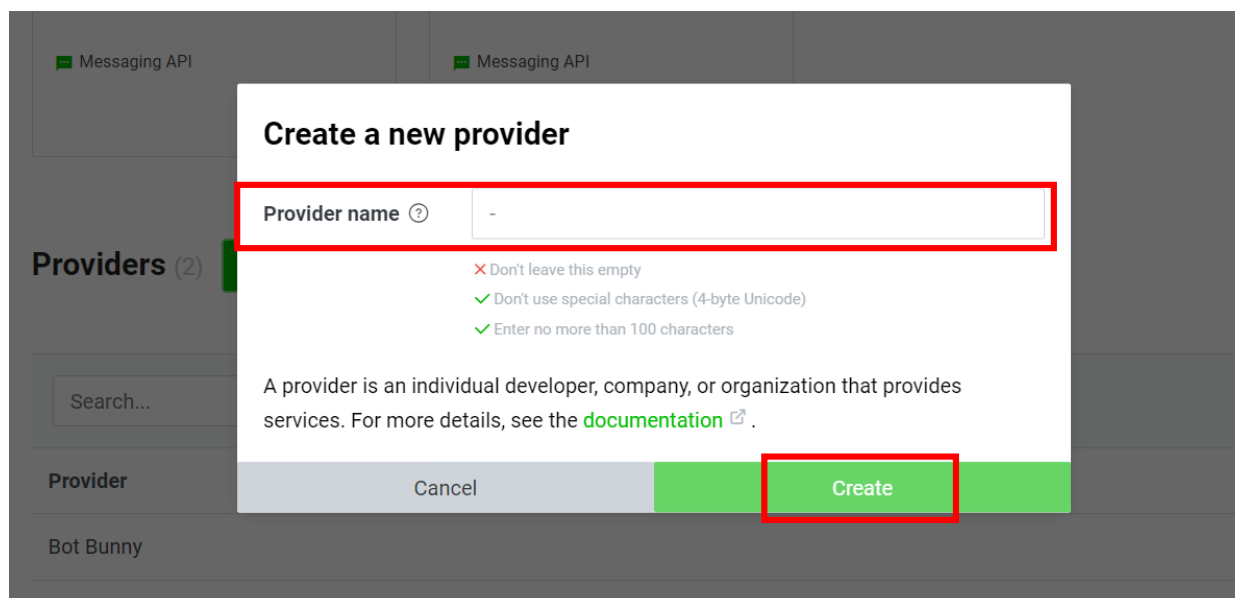 Messaging API
Messaging API
Create a new provider
Provider name ?
-
Providers (2)
Don't leave this empty
Don't use special characters (4-byte Unicode)
Enter no more than 100 characters
Search...
A provider is an individual developer, company, or organization that provides
services. For more details, see the documentation .
Provider
Cancel
Create
Bot Bunny